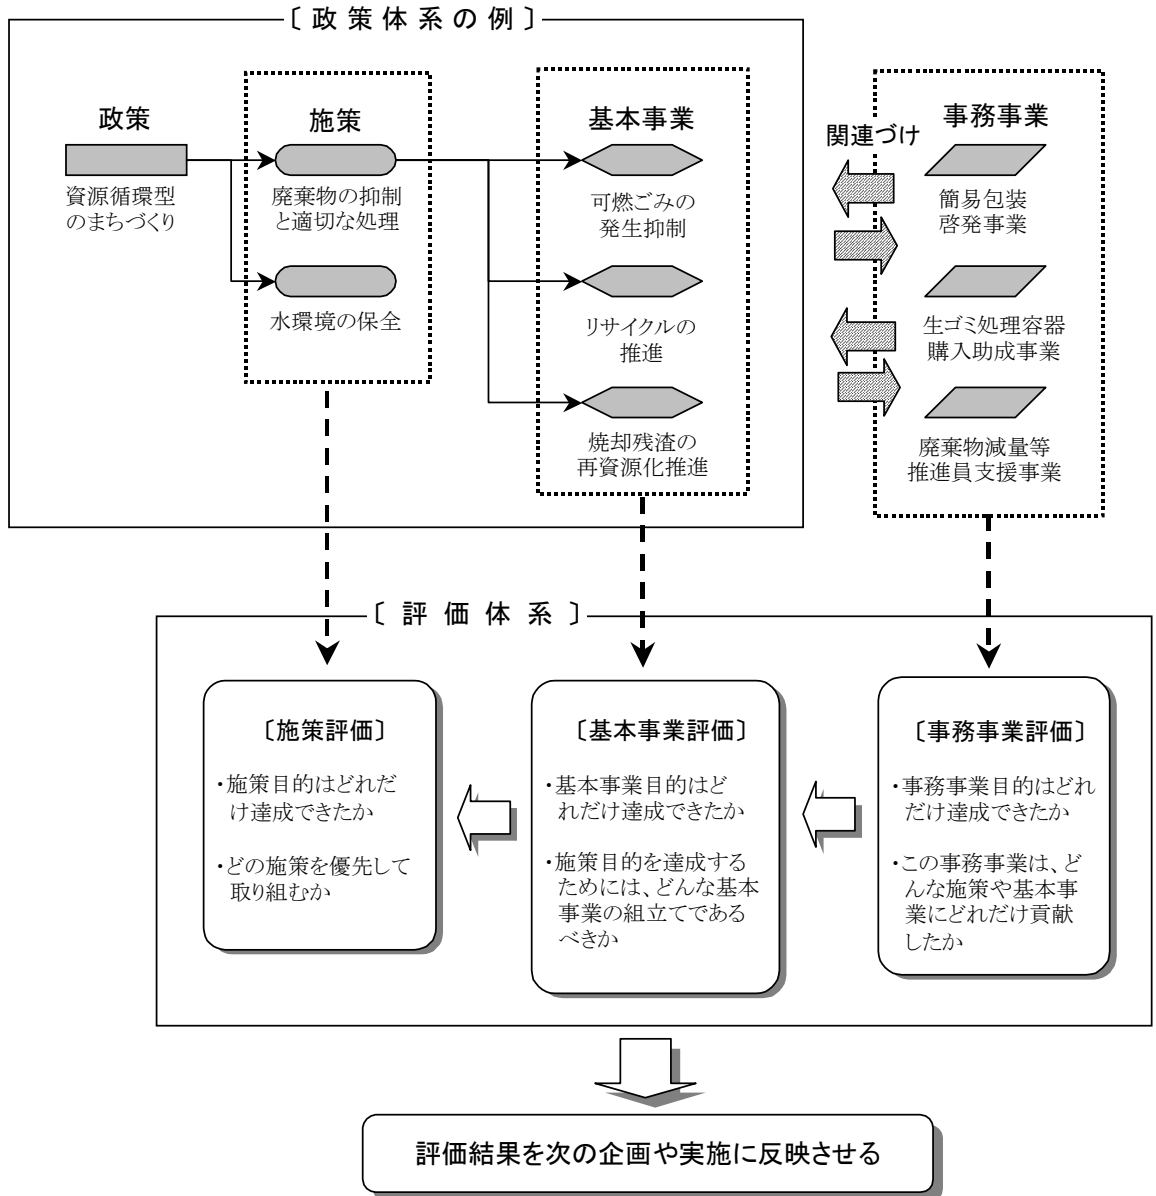 〔 政 策 体 系 の 例 〕
政策
資源循環型
のまちづくり
施策
廃棄物の抑制
と適切な処理
水環境の保全
基本事業
可燃ごみの
発生抑制
リサイクルの
推進
焼却残渣の
再資源化推進
関連づけ
事務事業
簡易包装
啓発事業
生ゴミ処理容器
購入助成事業
廃棄物減量等
推進員支援事業
〔 評 価 体 系 〕
〔施策評価〕
・施策目的はどれだ
け達成できたか
・どの施策を優先して
取り組むか
〔基本事業評価〕
・基本事業目的はど
れだけ達成できたか
・施策目的を達成する
ためには、どんな基本
事業の組立てである
べきか
〔事務事業評価〕
・事務事業目的はどれ
だけ達成できたか
・この事務事業は、ど
んな施策や基本事
業にどれだけ貢献
したか
評価結果を次の企画や実施に反映させる